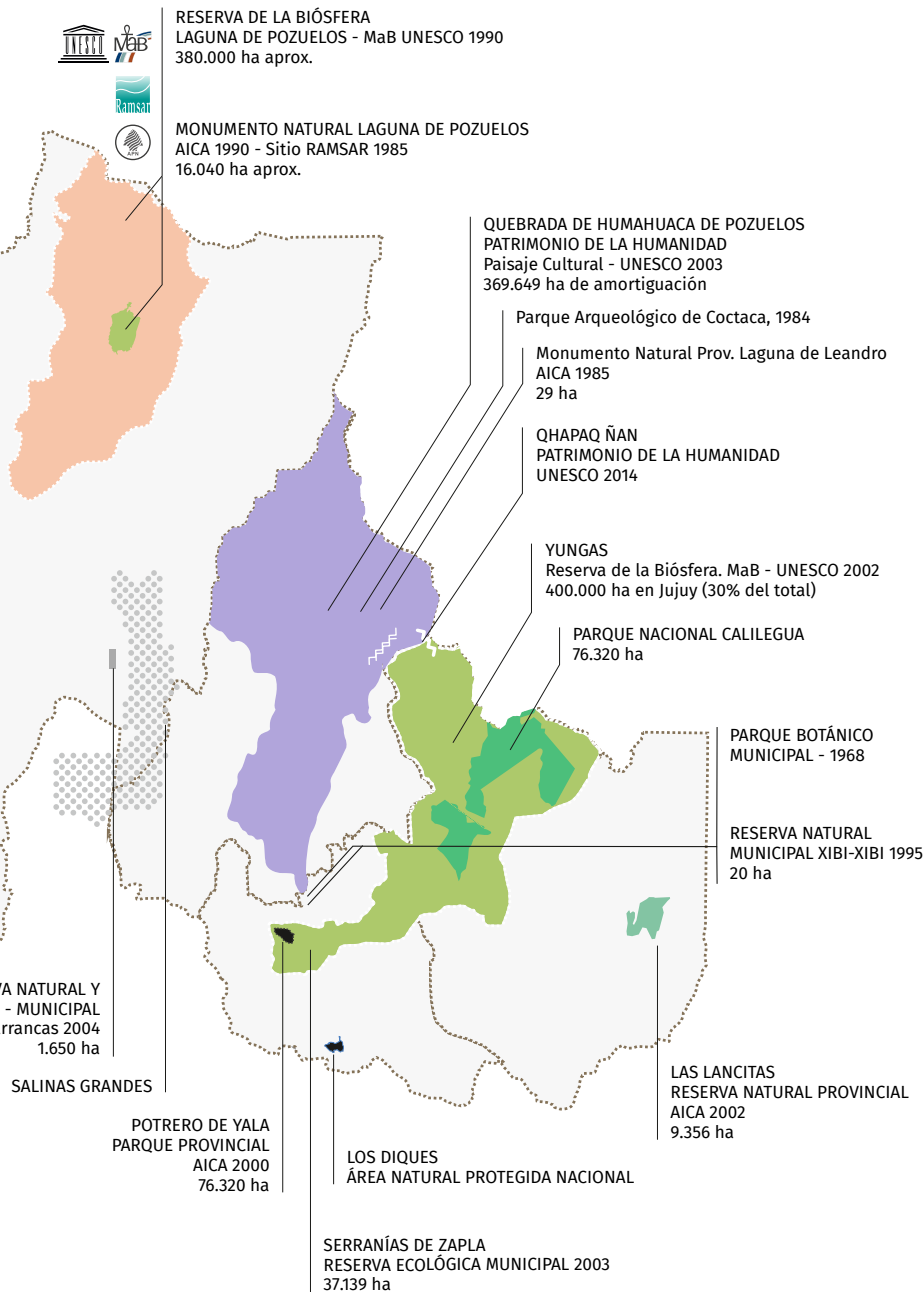 UNESCO
MaB
Ramsar
APN
RESERVA DE LA BIÓSFERA
LAGUNA DE POZUELOS - MaB UNESCO 1990
380.000 ha aprox.
MONUMENTO NATURAL LAGUNA DE POZUELOS
AICA 1990 - Sitio RAMSAR 1985
16.040 ha aprox.
QUEBRADA DE HUMAHUACA DE POZUELOS
PATRIMONIO DE LA HUMANIDAD
Paisaje Cultural - UNESCO 2003
369.649 ha de amortiguación
Parque Arqueológico de Coctaca, 1984
Monumento Natural Prov. Laguna de Leandro
AICA 1985
29 ha
QHAPAQ ÑAN
PATRIMONIO DE LA HUMANIDAD
UNESCO 2014
YUNGAS
Reserva de la Biósfera. MaB - UNESCO 2002
400.000 ha en Jujuy (30% del total)
PARQUE NACIONAL CALILEGUA
76.320 ha
PARQUE BOTÁNICO
MUNICIPAL - 1968
RESERVA NATURAL
MUNICIPAL XIBI-XIBI 1995
20 ha
NATURAL Y
- MUNICIPAL
2004
1.650 ha
SALINAS GRANDES
POTRERO DE YALA
PARQUE PROVINCIAL
AICA 2000
76.320 ha
LOS DIQUES
ÁREA NATURAL PROTEGIDA NACIONAL
LAS LANCITAS
RESERVA NATURAL PROVINCIAL
AICA 2002
9.356 ha
SERRANÍAS DE ZAPLA
RESERVA ECOLÓGICA MUNICIPAL 2003
37.139 ha